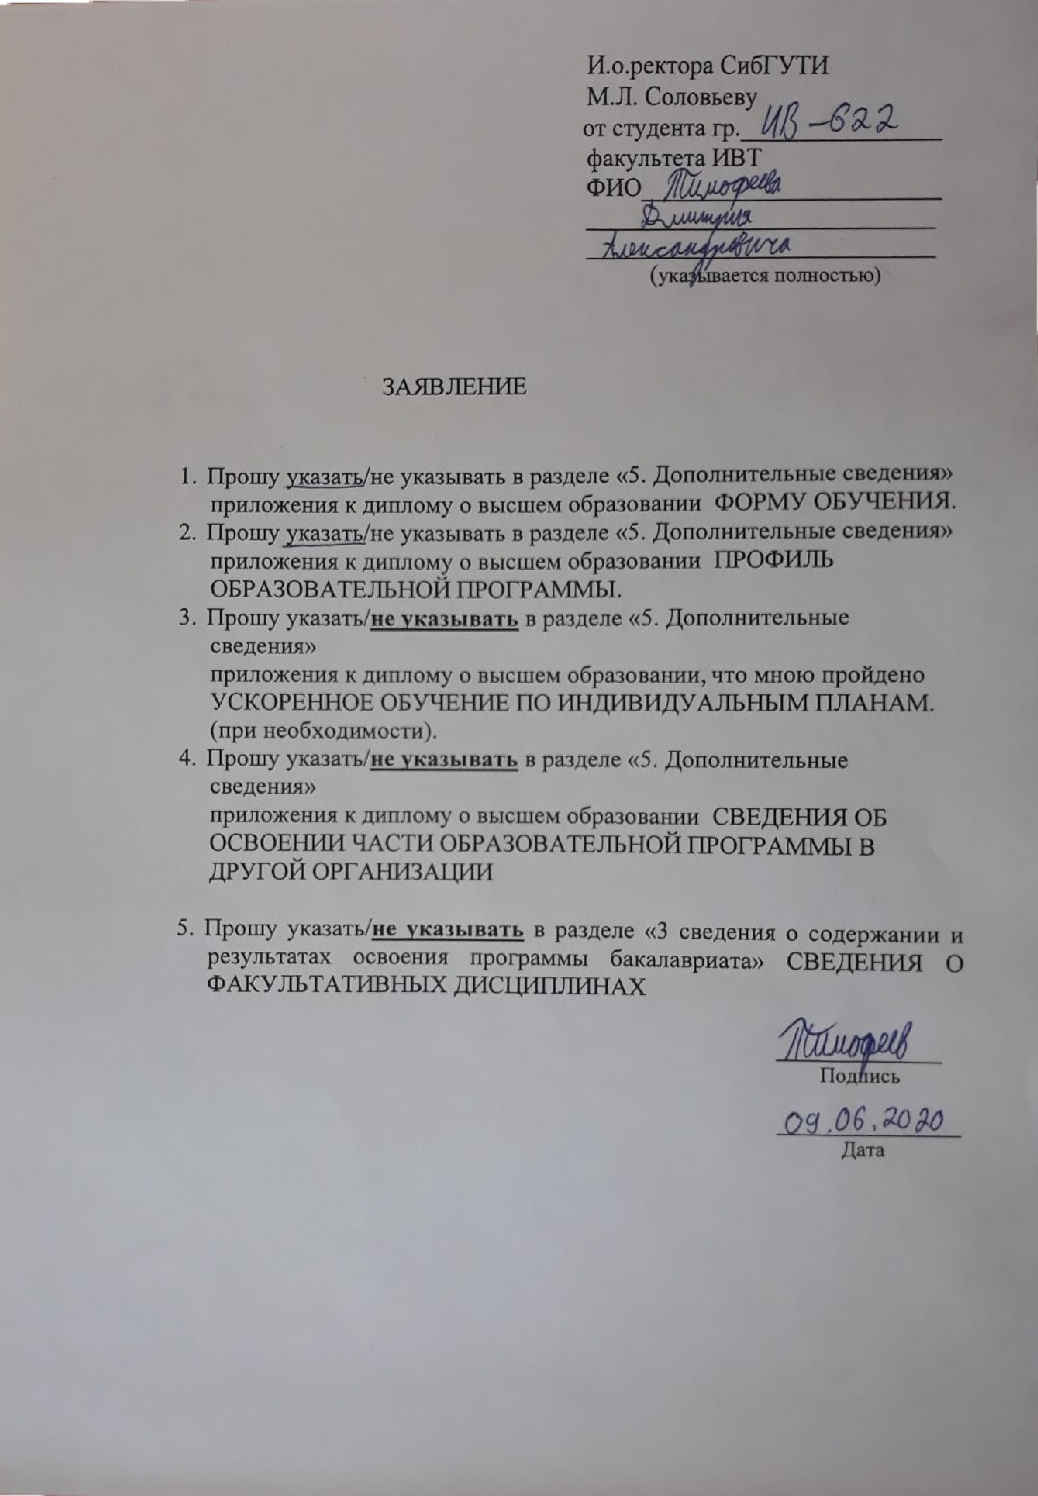 И.о.ректора СибГУТИ
М.Л. Соловьеву
от студента гр. ИВ-622
факультета ИВТ
ФИО Тимофеева
Дмитрия
Александровича
(указывается полностью)
ЗАЯВЛЕНИЕ
1. Прошу указать/не указывать в разделе «5. Дополнительные сведения»
приложения к диплому о высшем образовании ФОРМУ ОБУЧЕНИЯ.
2. Прошу указать/не указывать в разделе «5. Дополнительные сведения»
приложения к диплому о высшем образовании ПРОФИЛЬ
ОБРАЗОВАТЕЛЬНОЙ ПРОГРАММЫ.
3. Прошу указать/не указывать в разделе «5. Дополнительные
сведения»
приложения к диплому о высшем образовании, что мною пройдено
УСКОРЕННОЕ ОБУЧЕНИЕ ПО ИНДИВИДУАЛЬНЫМ ПЛАНАМ.
(при необходимости).
4. Прошу указать/не указывать в разделе «5. Дополнительные
сведения»
приложения к диплому о высшем образовании СВЕДЕНИЯ ОБ
ОСВОЕНИИ ЧАСТИ ОБРАЗОВАТЕЛЬНОЙ ПРОГРАММЫ В
ДРУГОЙ ОРГАНИЗАЦИИ
5. Прошу указать/не указывать в разделе «3 сведения о содержании и
результатах освоения программы бакалавриата» СВЕДЕНИЯ О
ФАКУЛЬТАТИВНЫХ ДИСЦИПЛИНАХ
Тимофеев
Подпись
09.06.2020
Дата